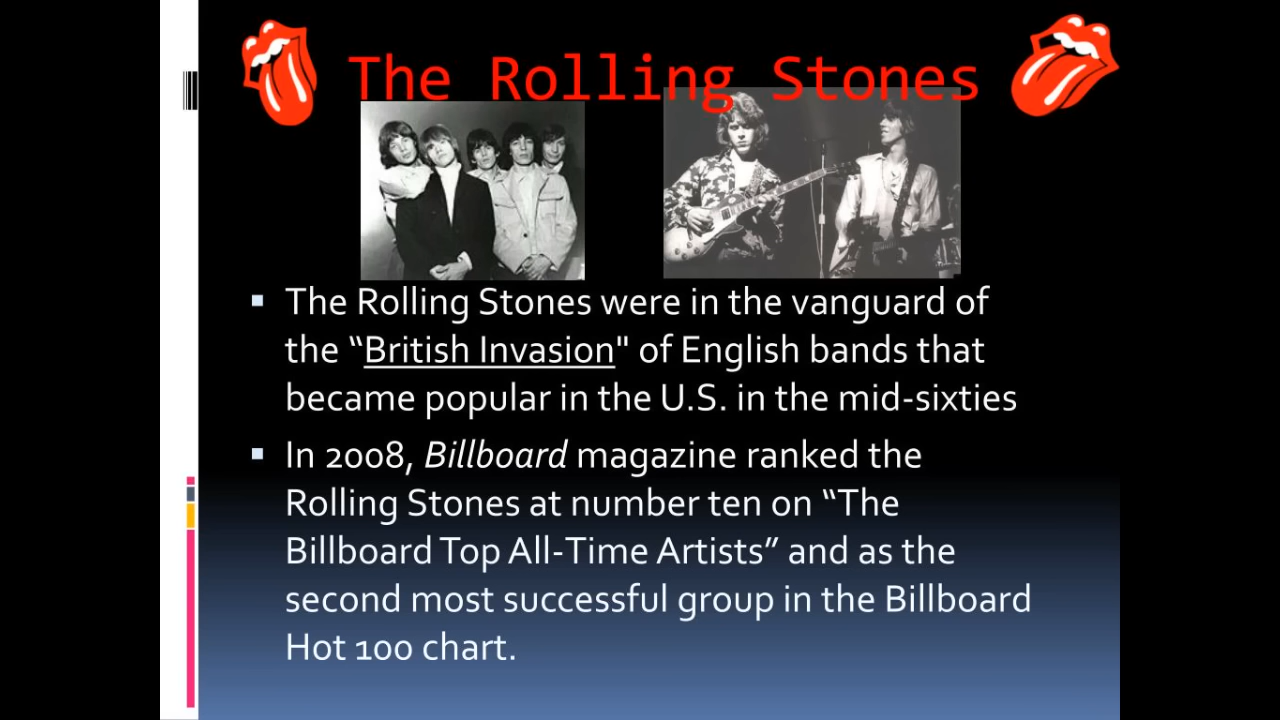 The Rolling Stones
The Rolling Stones were in the vanguard of
the “British Invasion" of English bands that
became popular in the U.S. in the mid-sixties
In 2008, Billboard magazine ranked the
Rolling Stones at number ten on “The
Billboard Top All-Time Artists” and as the
second most successful group in the Billboard
Hot 100 chart.